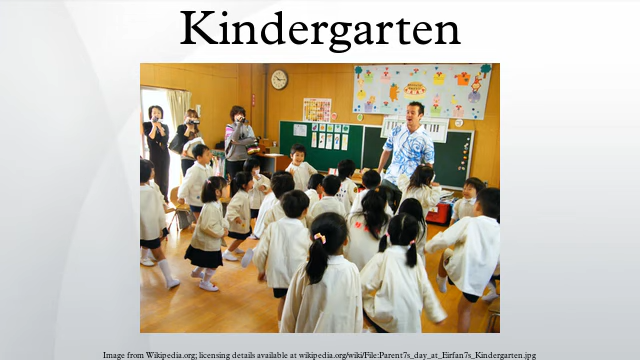 Kindergarten
Image from Wikipedia.org; licensing details available at wikipedia.org/wiki/File:Parent7s_day_at_Eirfan7s_Kindergarten.jpg